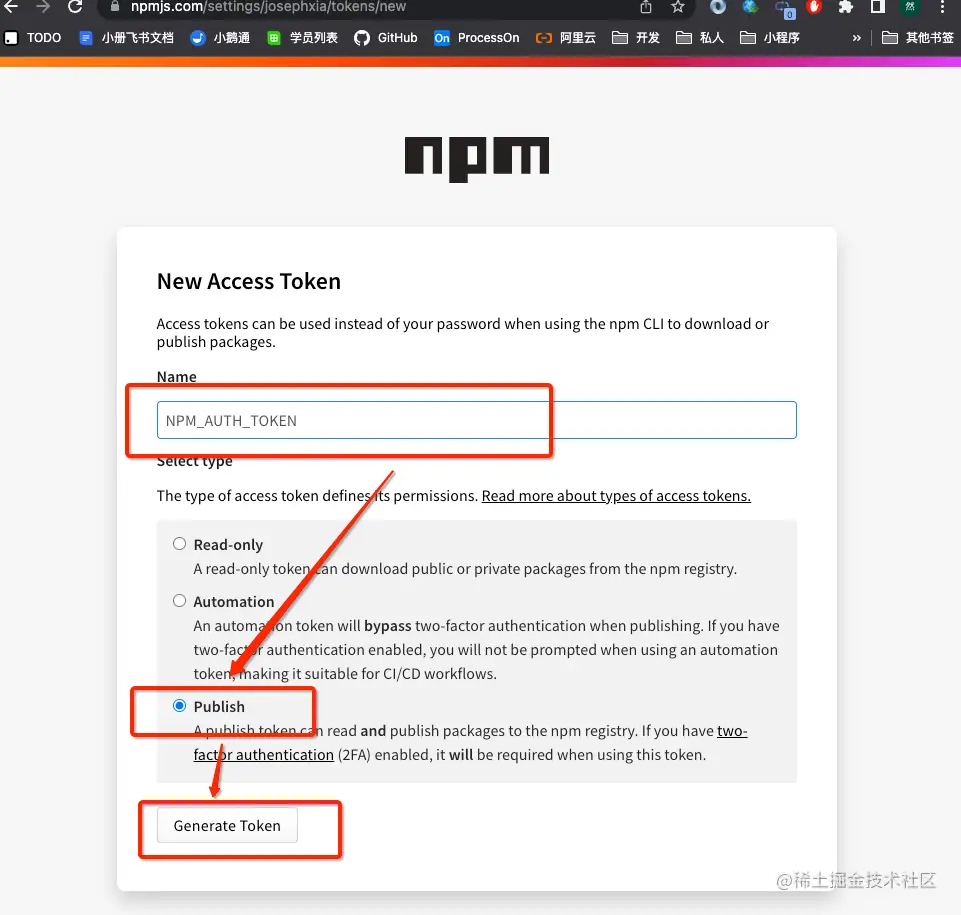 npmjs.com/settings/josephxia/tokens/new
0
然
TODO 小册飞书文档 小鹅通 学员列表 GitHub On ProcessOn 阿里云 开发 私人 小程序 » 其他书签
npm
New Access Token
Access tokens can be used instead of your password when using the npm CLI to download or
publish packages.
Name
NPM_AUTH_TOKEN
Select type
The type of access token defines its permissions. Read more about types of access tokens.
Read-only
A read-only token can download public or private packages from the npm registry.
Automation
An automation token will bypass two-factor authentication when publishing. If you have
two-factor authentication enabled, you will not be prompted when using an automation
token, making it suitable for CI/CD workflows.
Publish
A publish token can read and publish packages to the npm registry. If you have two-
factor authentication (2FA) enabled, it will be required when using this token.
Generate Token
@稀土掘金技术社区